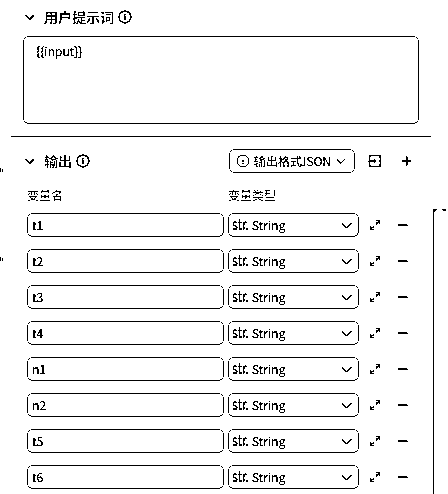 用户提示词
{{input}}
输出
输出格式JSON
变量名 变量类型
t1 str. String
t2 str. String
t3 str. String
t4 str. String
n1 str. String
n2 str. String
t5 str. String
t6 str. String